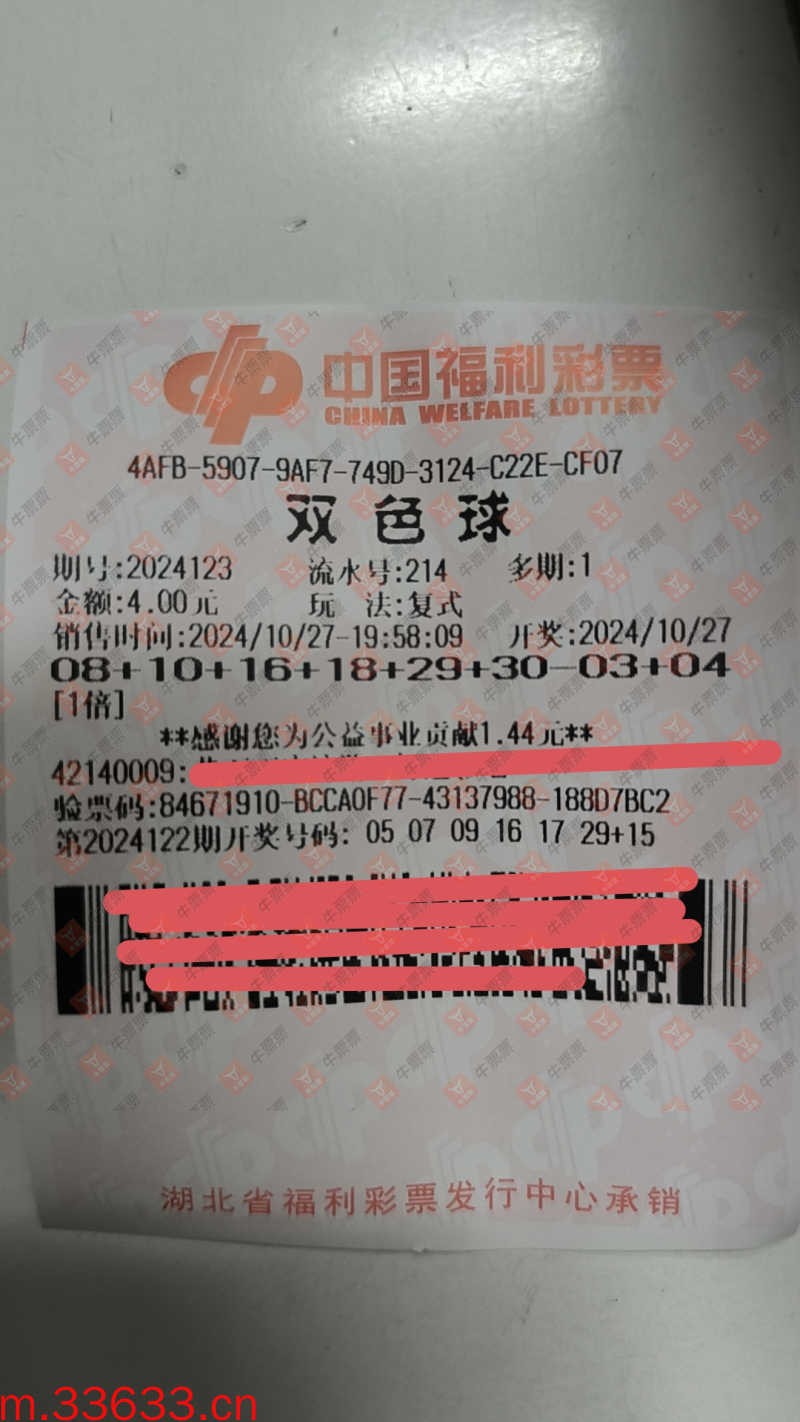 中国福利彩票
CHINA WELFARE LOTTERY
4AFB-5907-9AF7-749D-3124-C22E-CF07
双色球
期号:2024123 流水号:214 多期:1
金额:4.00元 玩 法:复式
销售时间:2024/10/27-19:58:09 开奖:2024/10/27
08+10+16+18+29+30-03+04
[1倍]
**感谢您为公益事业贡献1.44元**
42140009:
验票码:84671910-BCCA0F77-43137988-188D7BC2
第2024122期开奖号码: 05 07 09 16 17 29+15
湖北省福利彩票发行中心承销
牛票票
m.33633.cn